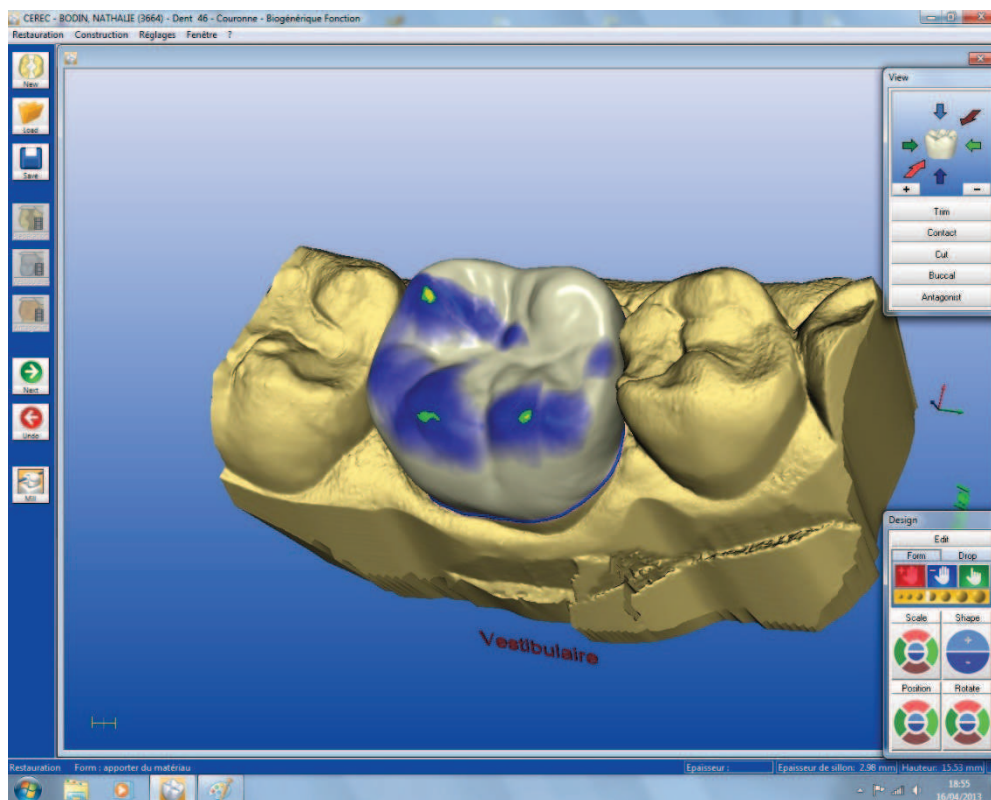 CEREC - BODIN, NATHALIE (3664) - Dent 46 - Couronne - Biogénérique Fonction
Restauration Construction Réglages Fenêtre ?
New
Load
Save
Next
Undo
Mill
View
+ -
Trim
Contact
Cut
Buccal
Antagonist
Vestibulaire
Design
Edit
Form Drop
Scale Shape
Position Rotate
Restauration Form : apporter du matériau Epaisseur : Epaisseur de sillon: 2.98 mm Hauteur: 15.53 mm
18:55
16/04/2013